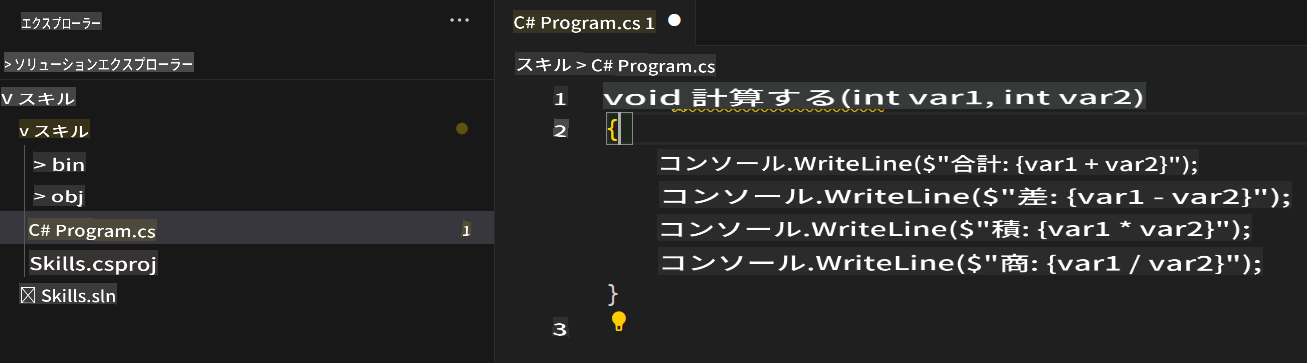 エクスプローラー
>ソリューションエクスプローラー
v スキル
v スキル
> bin
> obj
C# Program.cs 1
Skills.csproj
Skills.sln
C# Program.cs 1
スキル > C# Program.cs
1 void 計算する(int var1, int var2)
2 {
コンソール.WriteLine($"合計: {var1 + var2}");
コンソール.WriteLine($"差: {var1 - var2}");
コンソール.WriteLine($"積: {var1 * var2}");
コンソール.WriteLine($"商: {var1 / var2}");
}
3